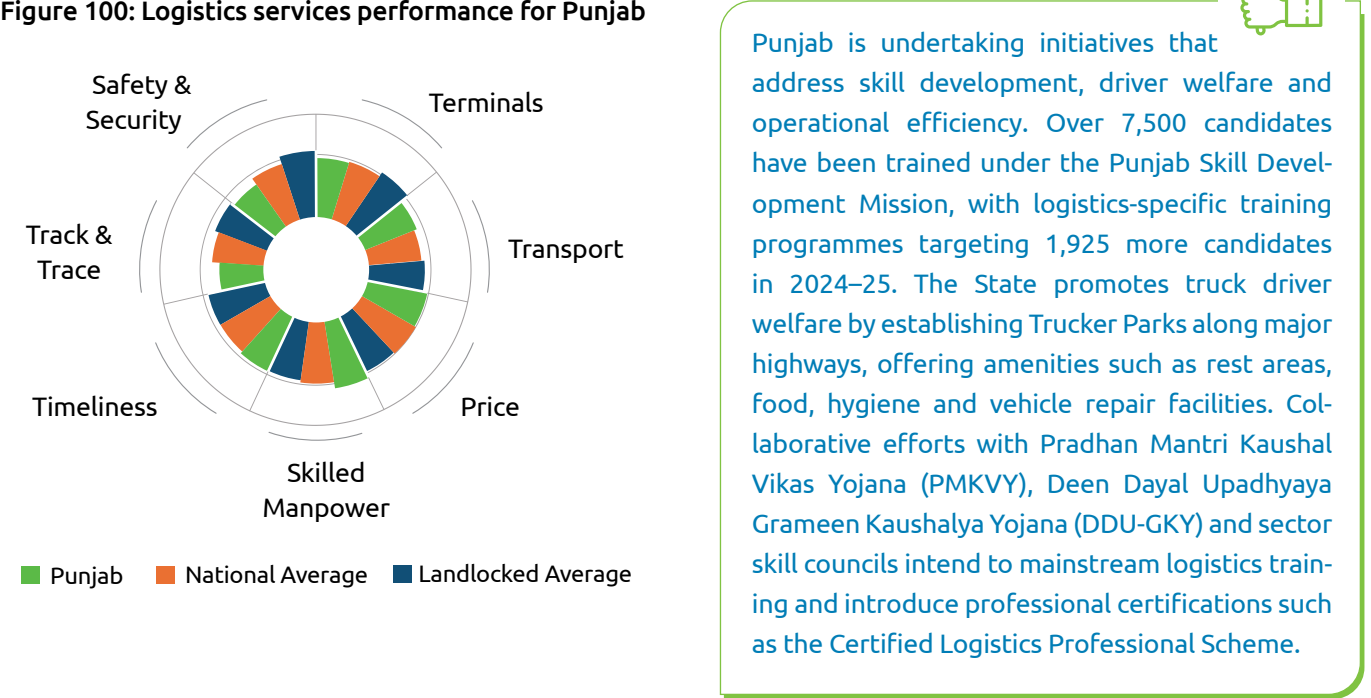 Figure 100: Logistics services performance for Punjab
Safety &
Security
Terminals
Track &
Trace
Transport
Timeliness
Price
Skilled
Manpower
Punjab
National Average
Landlocked Average
Punjab is undertaking initiatives that
address skill development, driver welfare and
operational efficiency. Over 7,500 candidates
have been trained under the Punjab Skill Devel-
opment Mission, with logistics-specific training
programmes targeting 1,925 more candidates
in 2024–25. The State promotes truck driver
welfare by establishing Trucker Parks along major
highways, offering amenities such as rest areas,
food, hygiene and vehicle repair facilities. Col-
laborative efforts with Pradhan Mantri Kaushal
Vikas Yojana (PMKVY), Deen Dayal Upadhyaya
Grameen Kaushalya Yojana (DDU-GKY) and sector
skill councils intend to mainstream logistics train-
ing and introduce professional certifications such
as the Certified Logistics Professional Scheme.